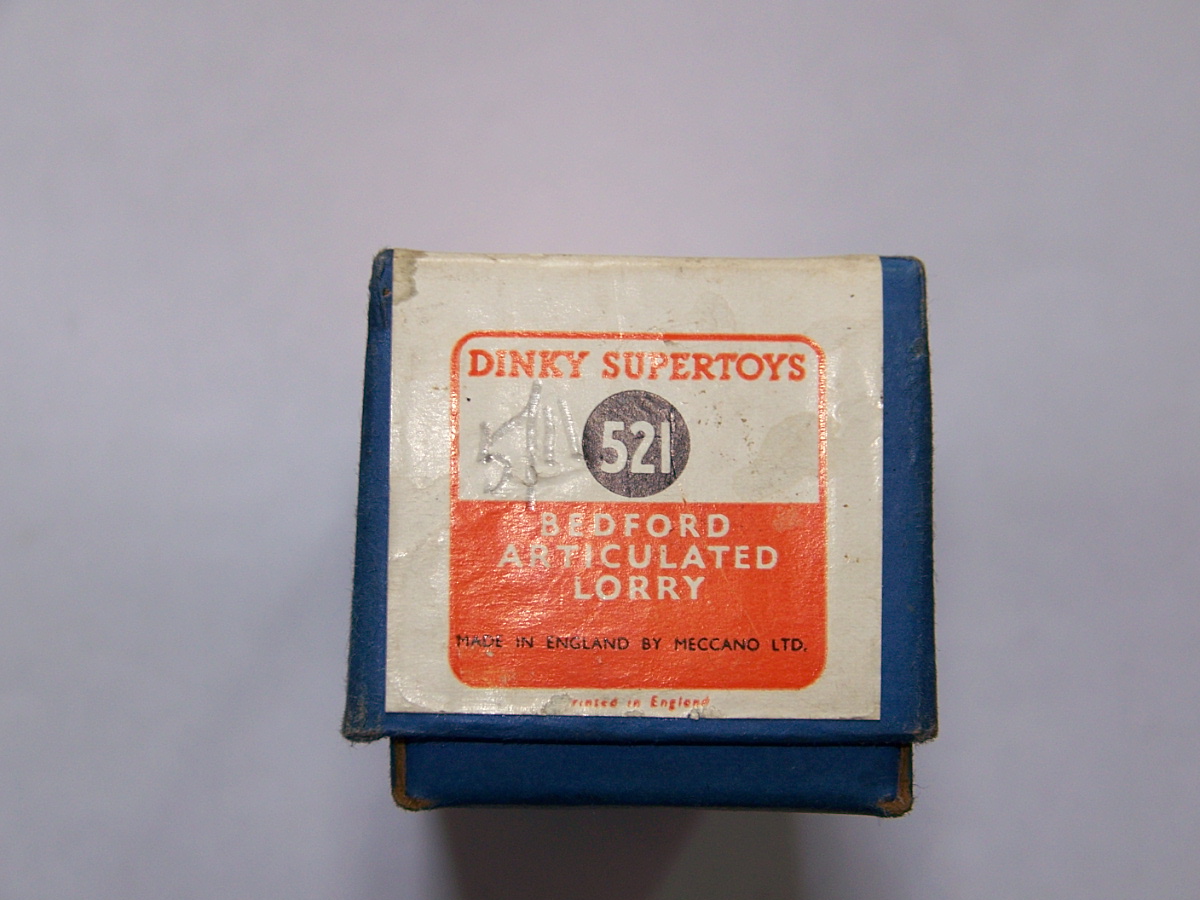 DINKY SUPERTOYS
521
BEDFORD
ARTICULATED
LORRY
MADE IN ENGLAND BY MECCANO LTD.
Printed in England